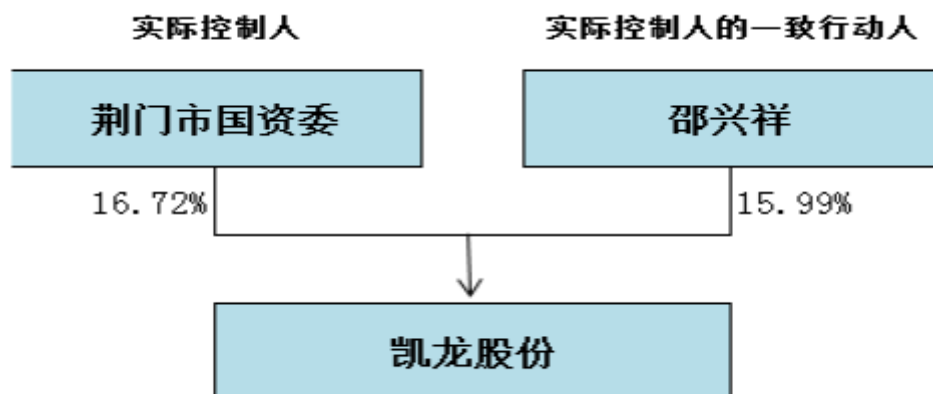 实际控制人
实际控制人的一致行动人
荆门市国资委
邵兴祥
16.72%
15.99%
凯龙股份